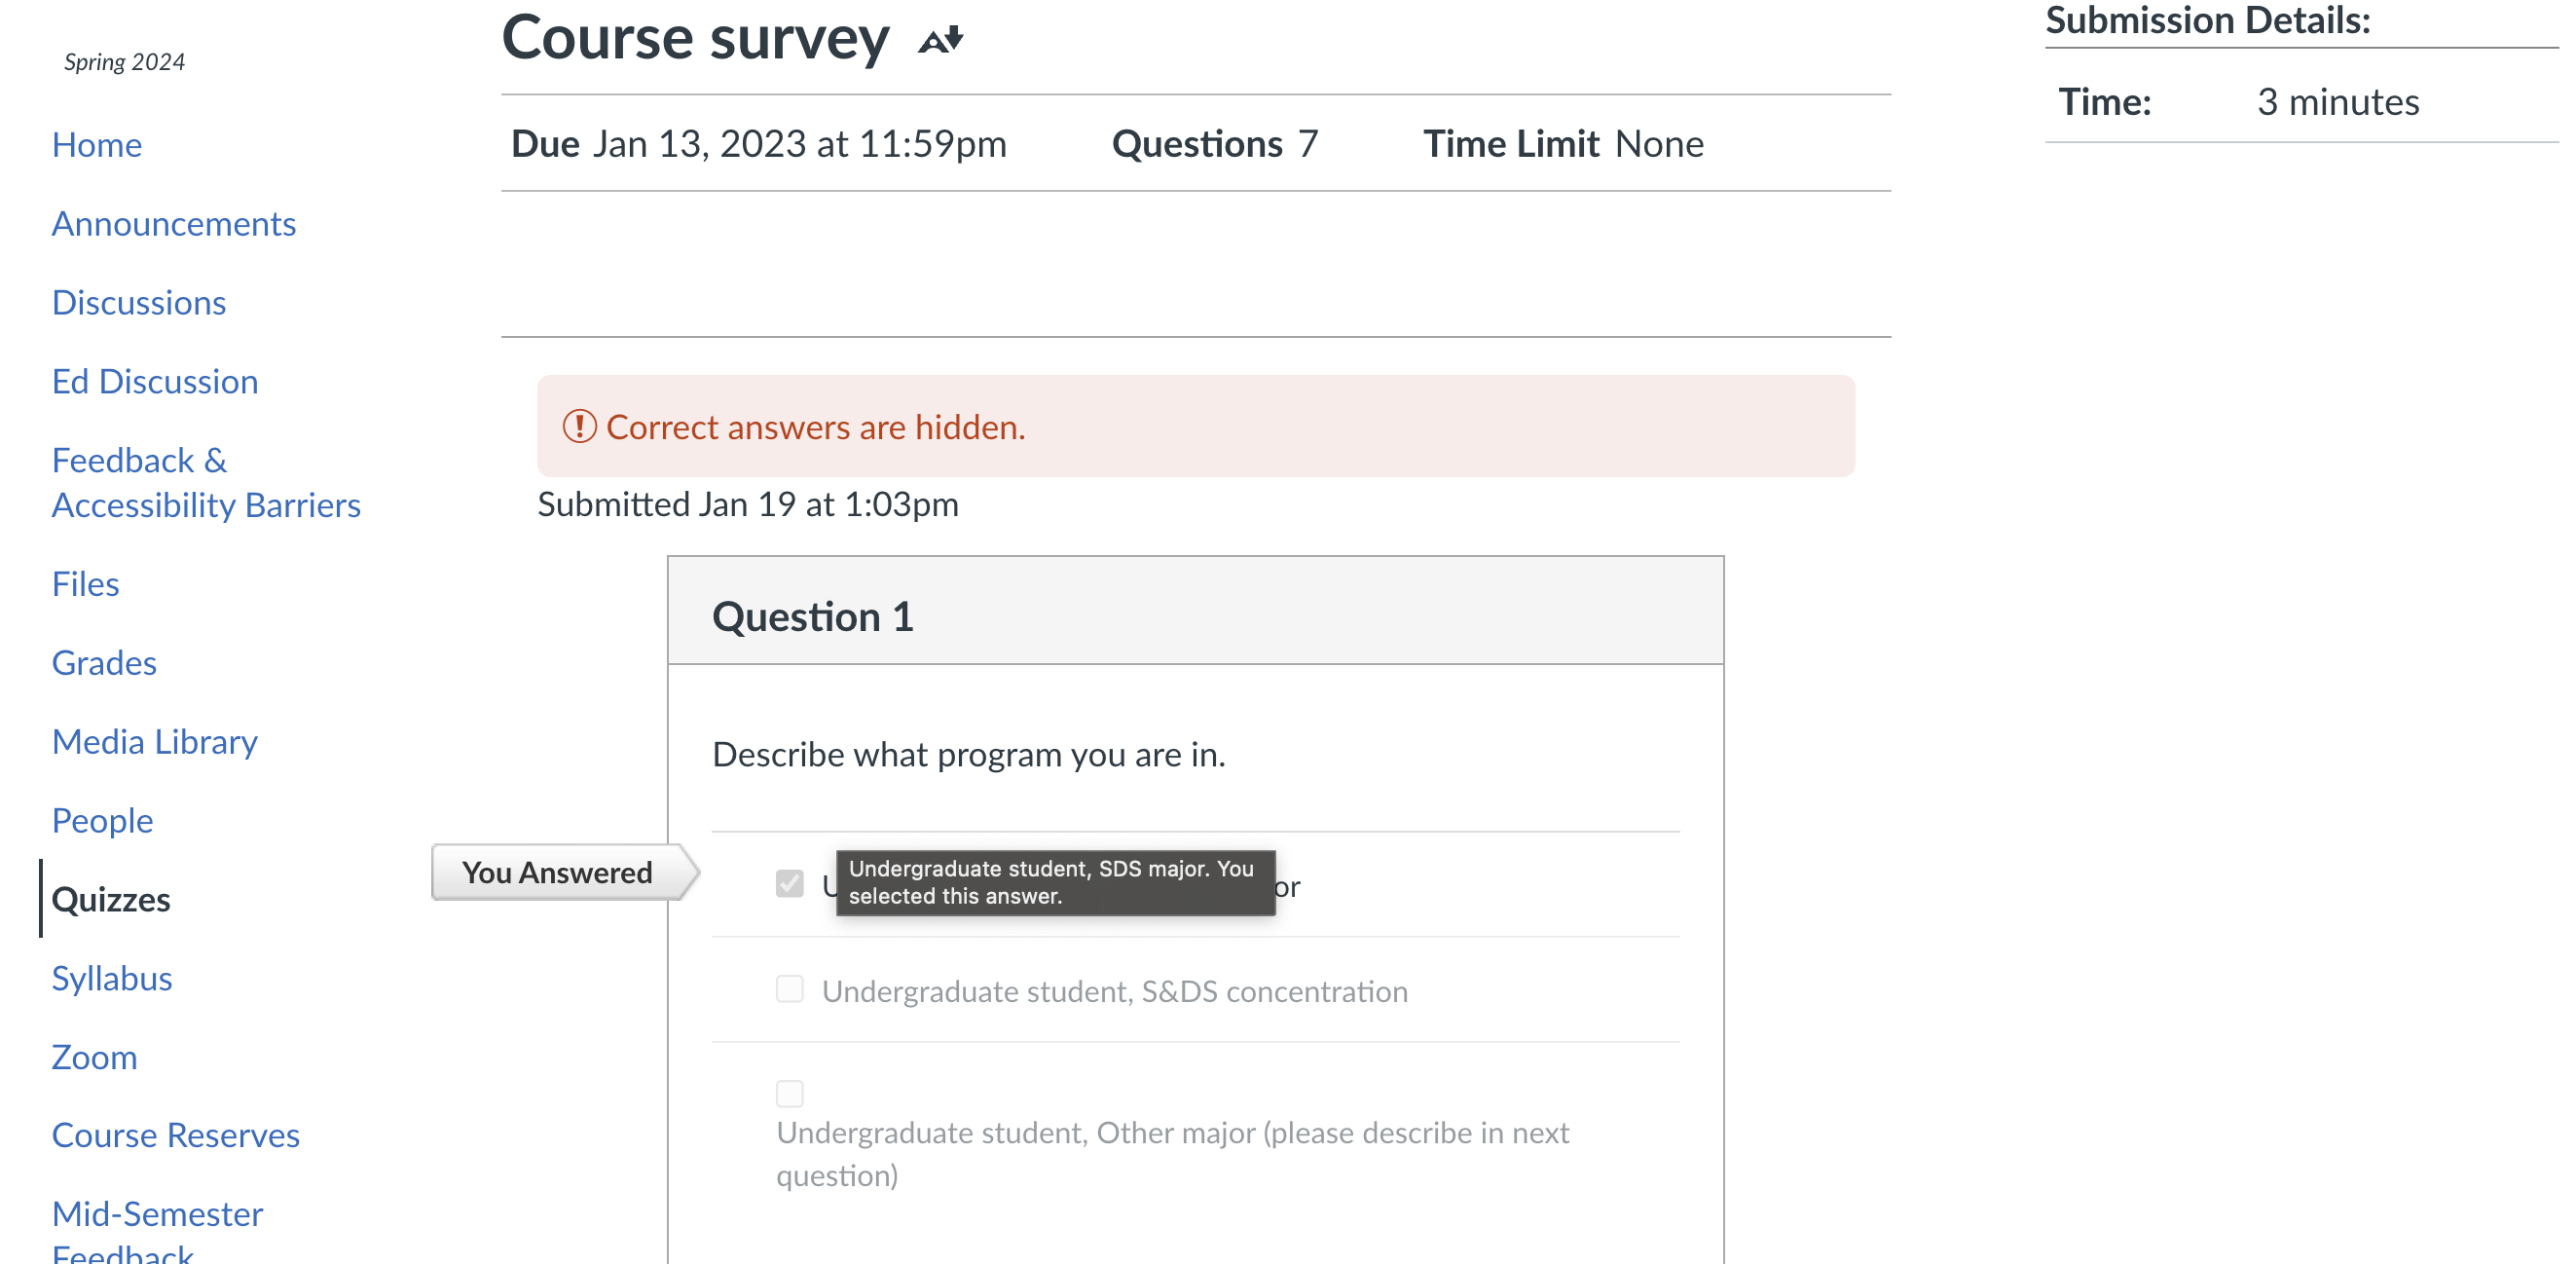 Spring 2024
Home
Announcements
Discussions
Ed Discussion
Feedback &
Accessibility Barriers
Files
Grades
Media Library
People
Quizzes
Syllabus
Zoom
Course Reserves
Mid-Semester
Feedback
Course survey
Due Jan 13, 2023 at 11:59pm Questions 7 Time Limit None
Correct answers are hidden.
Submitted Jan 19 at 1:03pm
Question 1
Describe what program you are in.
You Answered
Undergraduate student, SDS major. You
selected this answer.
Undergraduate student, S&DS concentration
Undergraduate student, Other major (please describe in next
question)
Submission Details:
Time: 3 minutes